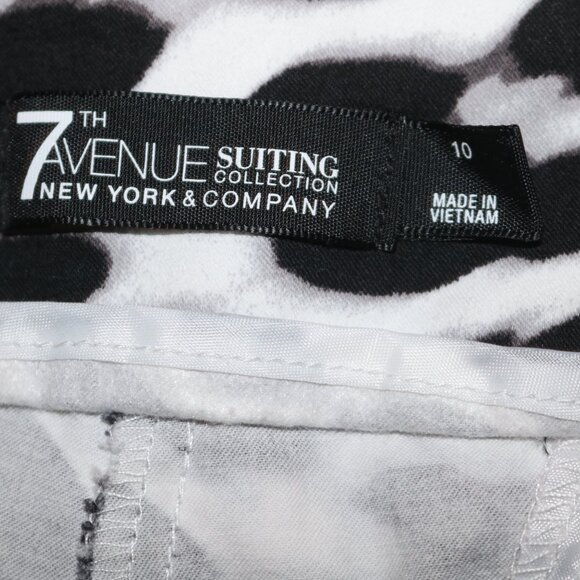 7TH AVENUE SUITING
COLLECTION
NEW YORK & COMPANY
10
MADE IN
VIETNAM